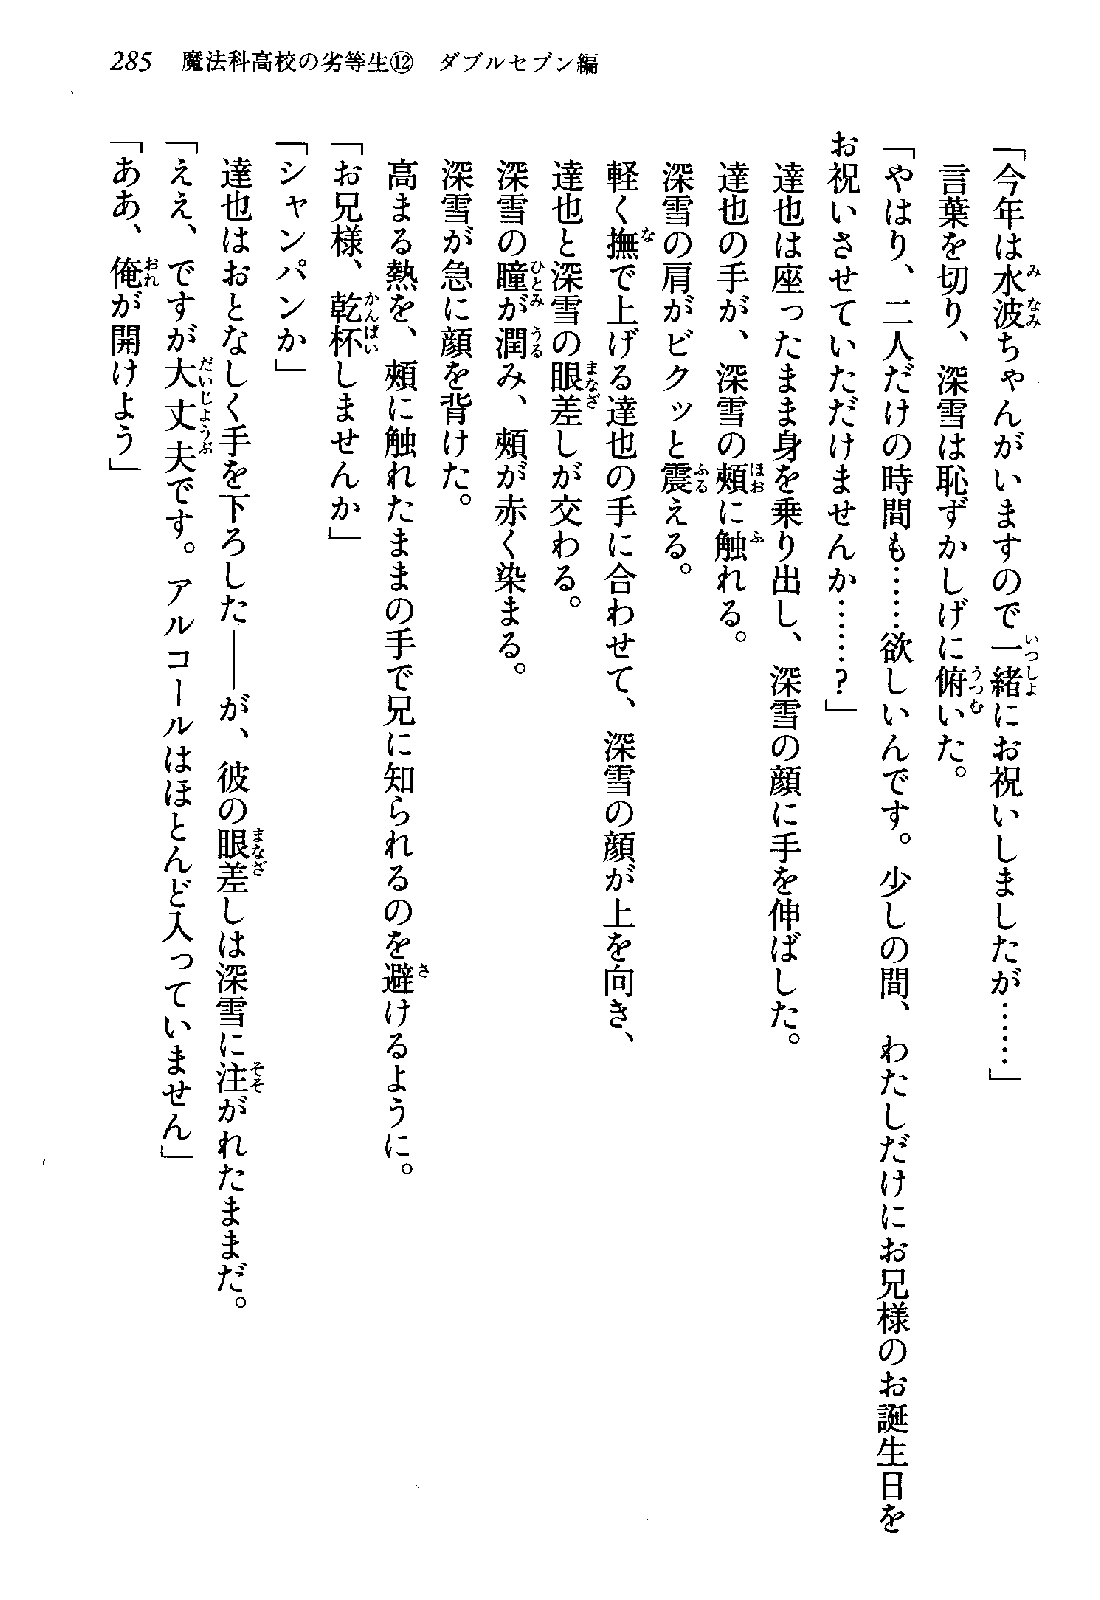 285　魔法科高校の劣等生⑫　ダブルセブン編
「今年は水波ちゃんがいますので一緒にお祝いしましたが……」
言葉を切り、深雪は恥ずかしげに俯いた。
「やはり、二人だけの時間も……欲しいんです。少しの間、わたしだけにお兄様のお誕生日を
お祝いさせていただけませんか……？」
達也は座ったまま身を乗り出し、深雪の顔に手を伸ばした。
達也の手が、深雪の頰に触れる。
深雪の肩がビクッと震える。
軽く撫で上げる達也の手に合わせて、深雪の顔が上を向き、
達也と深雪の眼差しが交わる。
深雪の瞳が潤み、頰が赤く染まる。
深雪が急に顔を背けた。
高まる熱を、頰に触れたままの手で兄に知られるのを避けるように。
「お兄様、乾杯しませんか」
「シャンパンか」
達也はおとなしく手を下ろした――が、彼の眼差しは深雪に注がれたままだ。
「ええ、ですが大丈夫です。アルコールはほとんど入っていません」
「ああ、俺が開けよう」